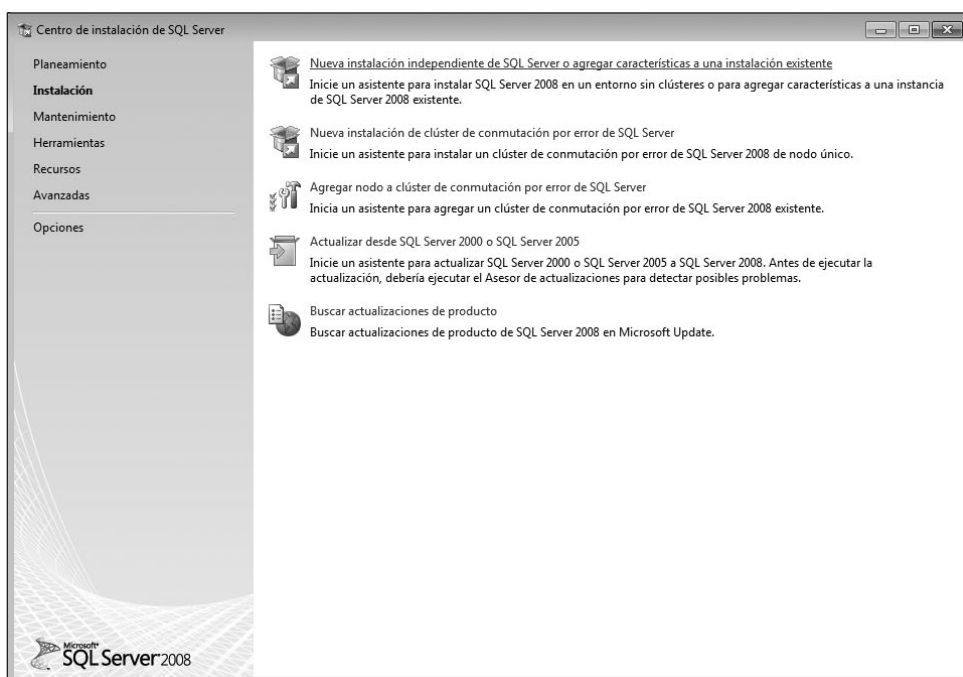 Centro de instalación de SQL Server
Planeamiento
Instalación
Mantenimiento
Herramientas
Recursos
Avanzadas
Opciones
Nueva instalación independiente de SQL Server o agregar características a una instalación existente
Inicie un asistente para instalar SQL Server 2008 en un entorno sin clústeres o para agregar características a una instancia
de SQL Server 2008 existente.
Nueva instalación de clúster de conmutación por error de SQL Server
Inicie un asistente para instalar un clúster de conmutación por error de SQL Server 2008 de nodo único.
Agregar nodo a clúster de conmutación por error de SQL Server
Inicia un asistente para agregar un clúster de conmutación por error de SQL Server 2008 existente.
Actualizar desde SQL Server 2000 o SQL Server 2005
Inicie un asistente para actualizar SQL Server 2000 o SQL Server 2005 a SQL Server 2008. Antes de ejecutar la
actualización, debería ejecutar el Asesor de actualizaciones para detectar posibles problemas.
Buscar actualizaciones de producto
Buscar actualizaciones de producto de SQL Server 2008 en Microsoft Update.
Microsoft
SQL Server 2008